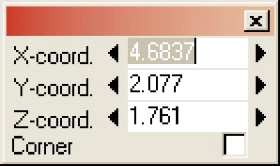 X-coord. 4.6837
Y-coord. 2.077
Z-coord. 1.761
Corner